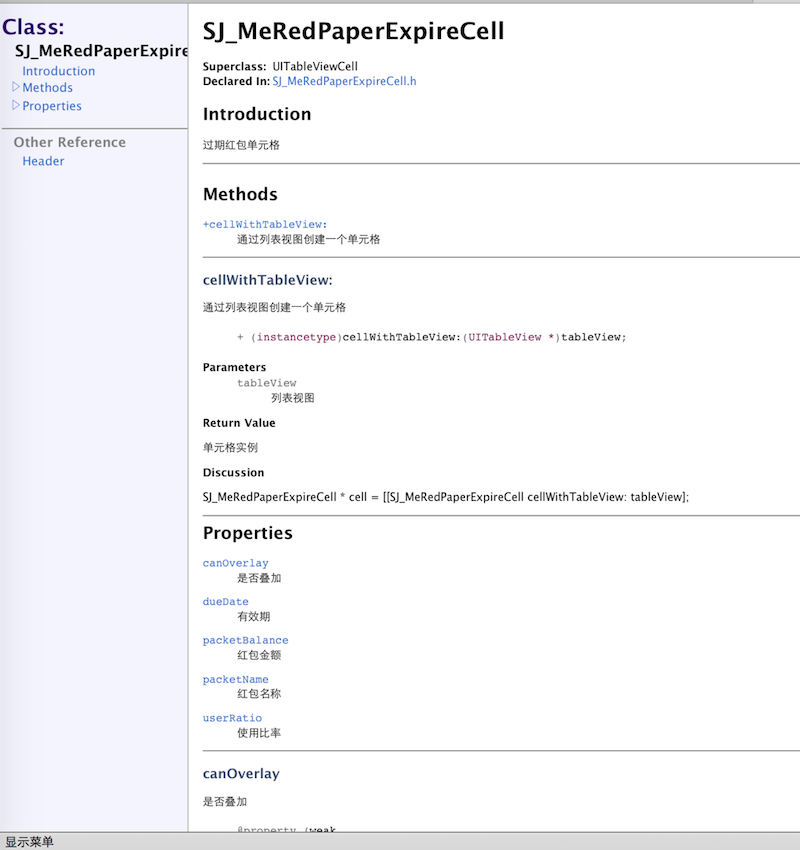 Class:
SJ_MeRedPaperExpire
Introduction
Methods
Properties
Other Reference
Header
SJ_MeRedPaperExpireCell
Superclass: UITableViewCell
Declared In: SJ_MeRedPaperExpireCell.h
Introduction
过期红包单元格
Methods
+cellWithTableView:
通过列表视图创建一个单元格
cellWithTableView:
通过列表视图创建一个单元格
+ (instancetype)cellWithTableView:(UITableView *)tableView;
Parameters
tableView
列表视图
Return Value
单元格实例
Discussion
SJ_MeRedPaperExpireCell * cell = [[SJ_MeRedPaperExpireCell cellWithTableView: tableView];
Properties
canOverlay
是否叠加
dueDate
有效期
packetBalance
红包金额
packetName
红包名称
userRatio
使用比率
canOverlay
是否叠加
@property (weak
显示菜单